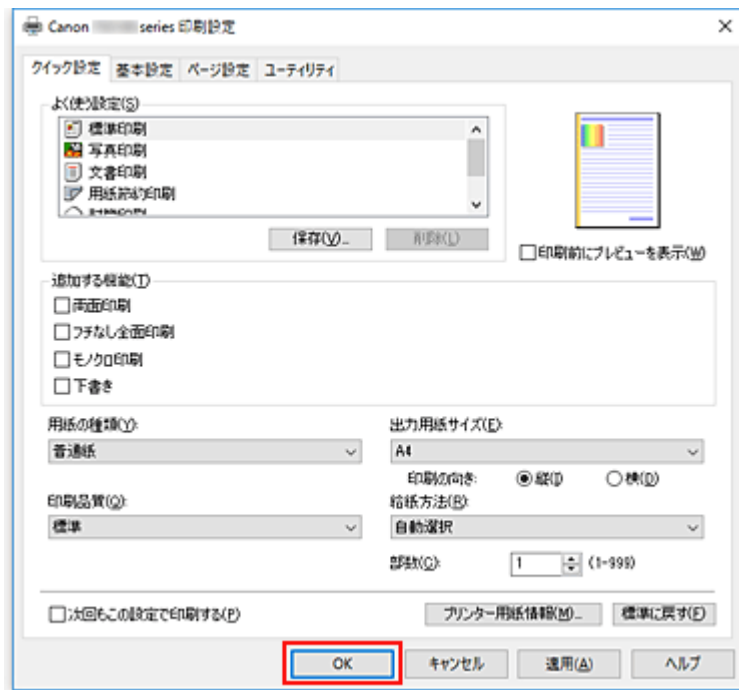 Canon series 印刷設定
クイック設定 基本設定 ページ設定 ユーティリティ
よく使う設定(S)
標準印刷
写真印刷
文書印刷
用紙節約印刷
保存(V)... 削除(L)
印刷前にプレビューを表示(W)
追加する機能(T)
両面印刷
フチなし全面印刷
モノクロ印刷
下書き
用紙の種類(Y): 出力用紙サイズ(E):
普通紙 A4
印刷の向き: 縦(I) 横(D)
印刷品質(Q): 給紙方法(R):
標準 自動選択
部数(C): 1 (1-999)
次回もこの設定で印刷する(P) プリンター用紙情報(M)... 標準に戻す(F)
OK キャンセル 適用(A) ヘルプ